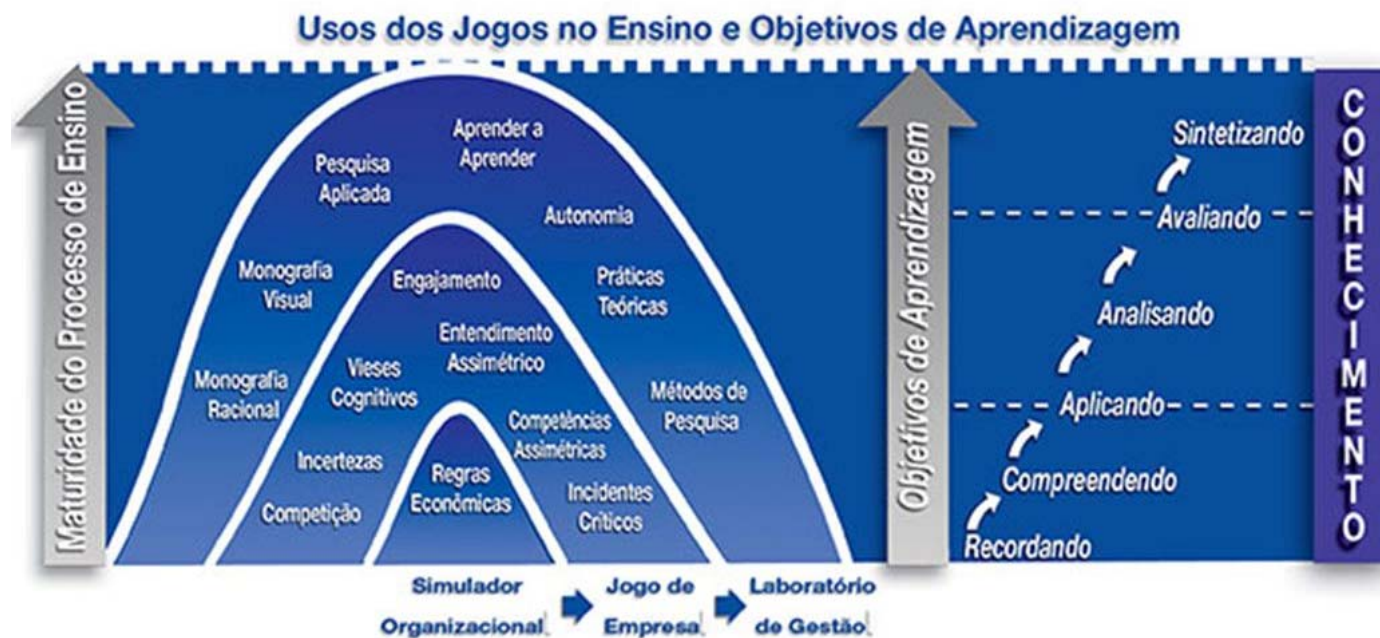 Usos dos Jogos no Ensino e Objetivos de Aprendizagem
Maturidade do Processo de Ensino
Aprender a
Aprender
Pesquisa
Aplicada
Autonomia
Monografia
Visual
Práticas
Teóricas
Monografia
Racional
Métodos de
Pesquisa
Engajamento
Entendimento
Assimétrico
Vieses
Cognitivos
Competências
Assimétricas
Incertezas
Competição
Incidentes
Críticos
Regras
Econômicas
Simulador
Organizacional
Jogo de
Empresa
Laboratório
de Gestão
Objetivos de Aprendizagem
Sintetizando
Avaliando
Analisando
Aplicando
Compreendendo
Recordando
CONHECIMENTO